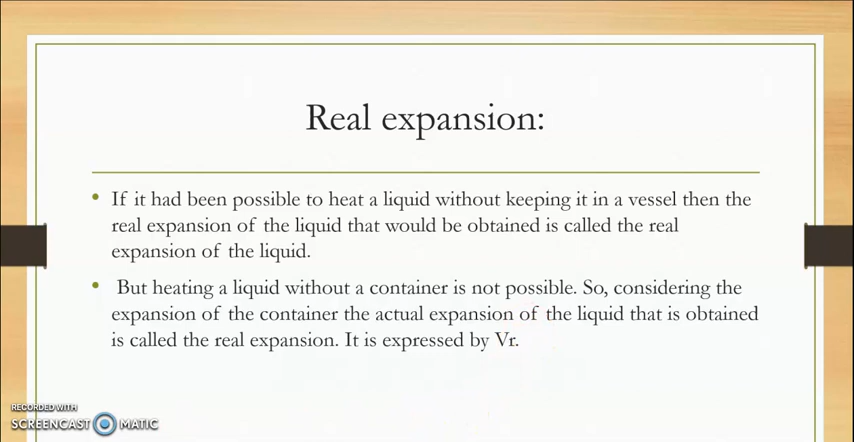 Real expansion:
If it had been possible to heat a liquid without keeping it in a vessel then the
real expansion of the liquid that would be obtained is called the real
expansion of the liquid.
But heating a liquid without a container is not possible. So, considering the
expansion of the container the actual expansion of the liquid that is obtained
is called the real expansion. It is expressed by Vr.
RECORDED WITH
SCREENCAST MATIC